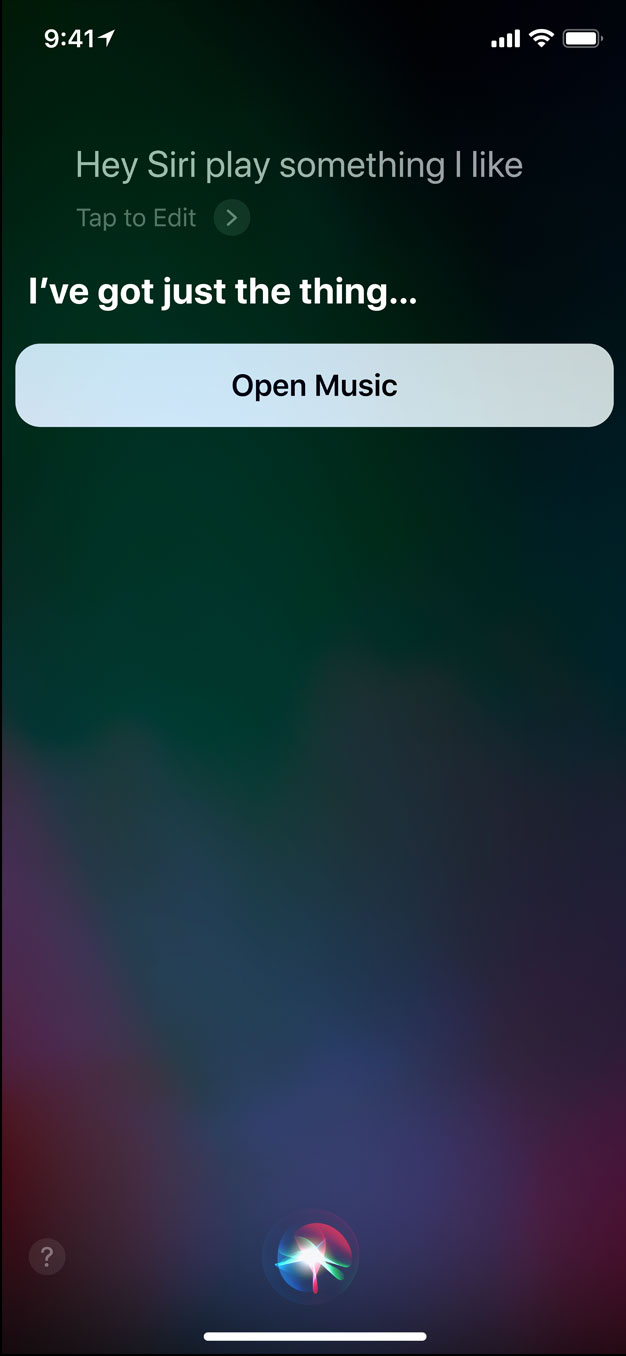 9:41
Hey Siri play something I like
Tap to Edit
I’ve got just the thing...
Open Music
?